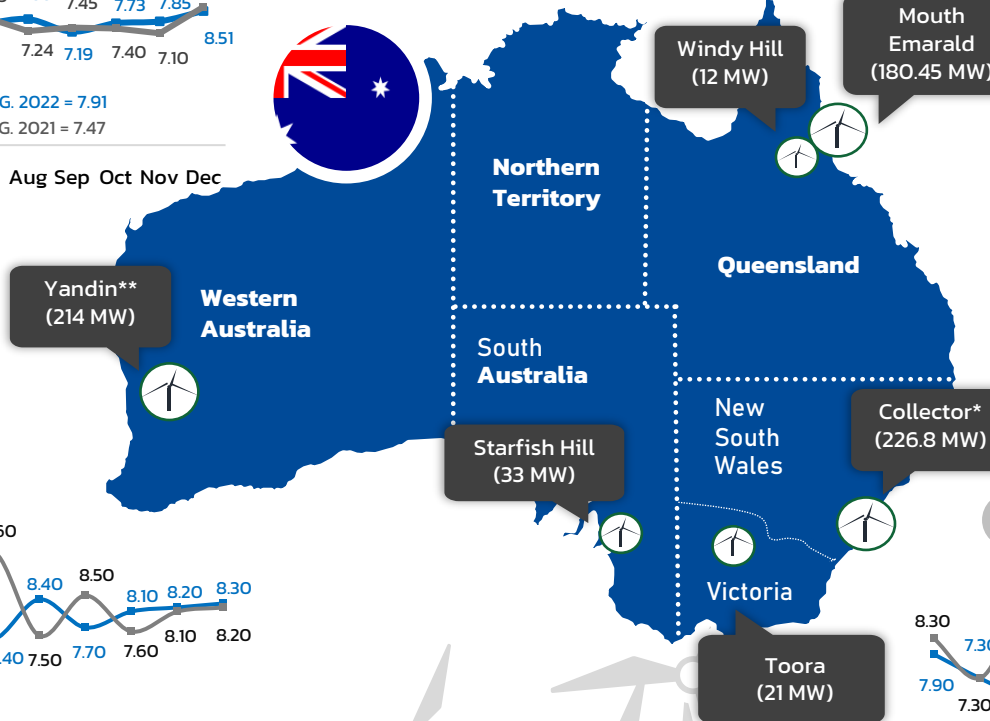 7.45
7.73
7.85
7.24
7.19
7.40
7.10
8.51
G. 2022 = 7.91
G. 2021 = 7.47
Aug Sep Oct Nov Dec
Windy Hill
(12 MW)
Mouth
Emarald
(180.45 MW)
Northern
Territory
Queensland
Yandin**
(214 MW)
Western
Australia
South
Australia
New
South
Wales
Collector*
(226.8 MW)
Starfish Hill
(33 MW)
Victoria
Toora
(21 MW)
60
8.40
8.50
8.10
8.20
8.30
.40
7.50
7.70
7.60
8.10
8.20
8.30
7.30
7.90
7.30